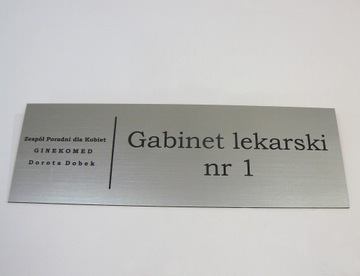 Zespół Poradni dla Kobiet
GINEKOMED
Dorota Dobek
Gabinet lekarski
nr 1